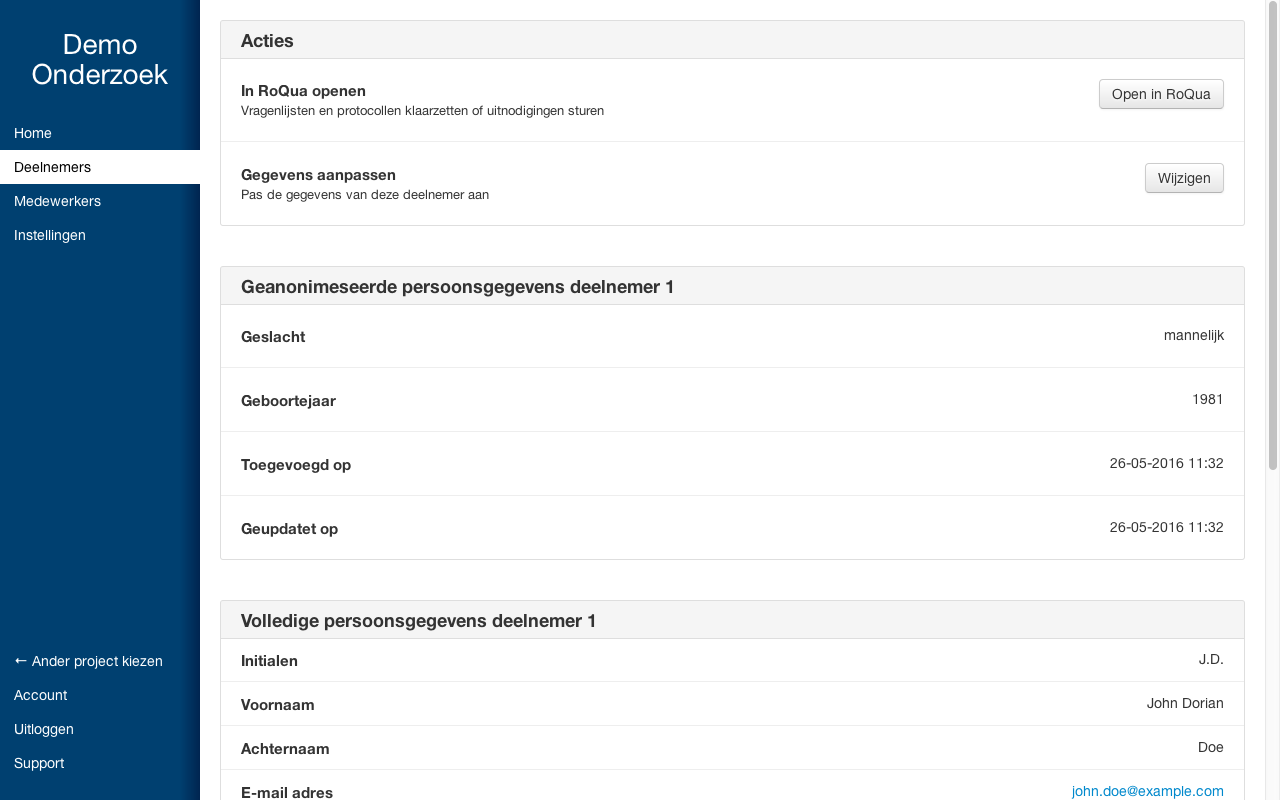 Demo
Onderzoek
Home
Deelnemers
Medewerkers
Instellingen
← Ander project kiezen
Account
Uitloggen
Support
Acties
In RoQua openen
Vragenlijsten en protocollen klaarzetten of uitnodigingen sturen
Open in RoQua
Gegevens aanpassen
Pas de gegevens van deze deelnemer aan
Wijzigen
Geanonimeseerde persoonsgegevens deelnemer 1
Geslacht mannelijk
Geboortejaar 1981
Toegevoegd op 26-05-2016 11:32
Geupdatet op 26-05-2016 11:32
Volledige persoonsgegevens deelnemer 1
Initialen J.D.
Voornaam John Dorian
Achternaam Doe
E-mail adres john.doe@example.com